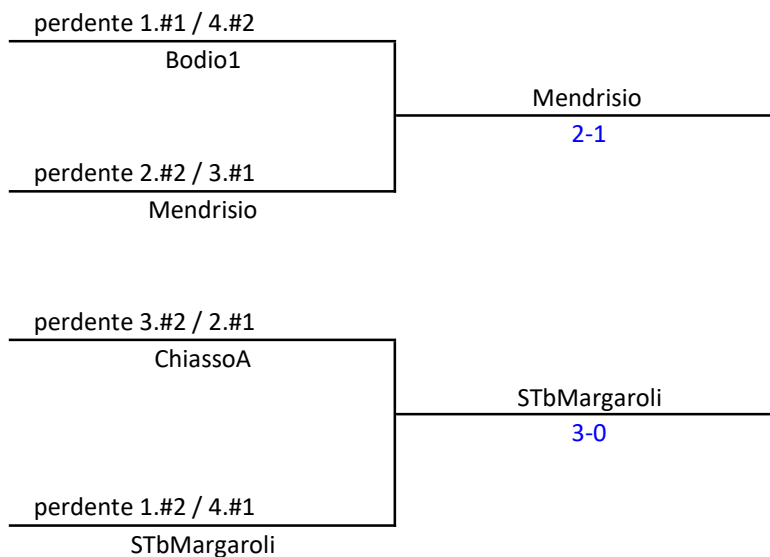 perdente 1.#1 / 4.#2
Bodio1
Mendrisio
2-1
perdente 2.#2 / 3.#1
Mendrisio
perdente 3.#2 / 2.#1
ChiassoA
STbMargaroli
3-0
perdente 1.#2 / 4.#1
STbMargaroli